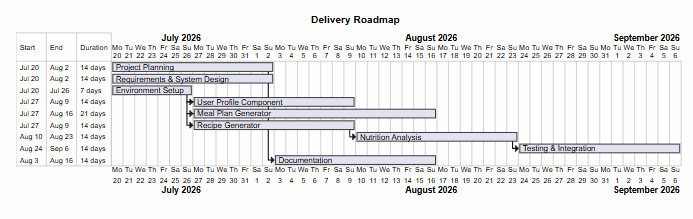 Delivery Roadmap
July 2026 August 2026 September 2026
Start End Duration Mo Tu We Th Fr Sa Su Mo Tu We Th Fr Sa Su Mo Tu We Th Fr Sa Su Mo Tu We Th Fr Sa Su Mo Tu We Th Fr Sa Su Mo Tu We Th Fr Sa Su Mo Tu We Th Fr Sa Su
20 21 22 23 24 25 26 27 28 29 30 31 1 2 3 4 5 6 7 8 9 10 11 12 13 14 15 16 17 18 19 20 21 22 23 24 25 26 27 28 29 30 31 1 2 3 4 5 6
Jul 20 Aug 2 14 days Project Planning
Jul 20 Aug 2 14 days Requirements & System Design
Jul 20 Jul 26 7 days Environment Setup
Jul 27 Aug 9 14 days User Profile Component
Jul 27 Aug 16 21 days Meal Plan Generator
Jul 27 Aug 9 14 days Recipe Generator
Aug 10 Aug 23 14 days Nutrition Analysis
Aug 24 Sep 6 14 days Testing & Integration
Aug 3 Aug 16 14 days Documentation
Mo Tu We Th Fr Sa Su Mo Tu We Th Fr Sa Su Mo Tu We Th Fr Sa Su Mo Tu We Th Fr Sa Su Mo Tu We Th Fr Sa Su Mo Tu We Th Fr Sa Su Mo Tu We Th Fr Sa Su
20 21 22 23 24 25 26 27 28 29 30 31 1 2 3 4 5 6 7 8 9 10 11 12 13 14 15 16 17 18 19 20 21 22 23 24 25 26 27 28 29 30 31 1 2 3 4 5 6
July 2026 August 2026 September 2026